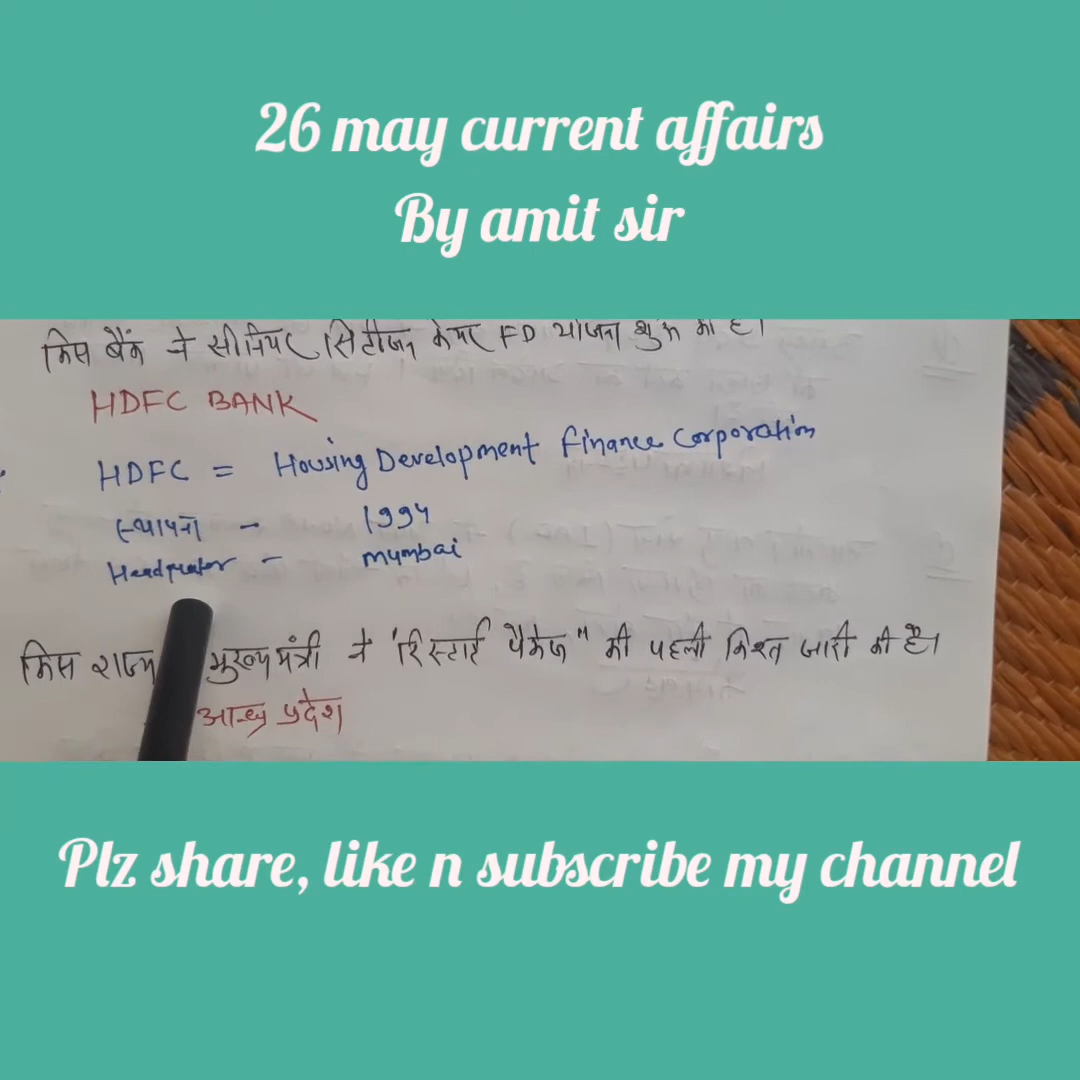 26 may current affairs
By amit sir
किस बैंक ने सीनियर सिटीजन केयर FD योजना शुरू की है।
HDFC BANK
HDFC = Housing Development Finance Corporation
स्थापना - 1994
- mumbai
किस राज्य मुख्यमंत्री ने 'रिस्टार्ट पैकेज" की पहली किश्त जारी की है।
आन्ध्र प्रदेश
Plz share, like n subscribe my channel